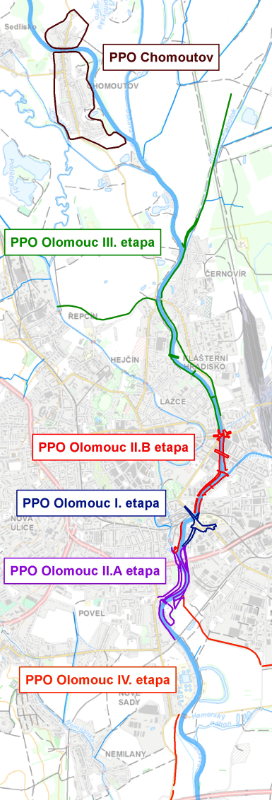 Sedlisko
PPO Chomoutov
CHOMOUTOV
PPO Olomouc III. etapa
ČERNOVÍR
ŘEPČÍN
HEJČÍN
KLÁŠTERNÍ
HRADISKO
LAZCE
PPO Olomouc II.B etapa
PPO Olomouc I. etapa
NOVÁ
ULICE
PPO Olomouc II.A etapa
POVEL
PPO Olomouc IV. etapa
NOVÉ
SADY
NEMILANY